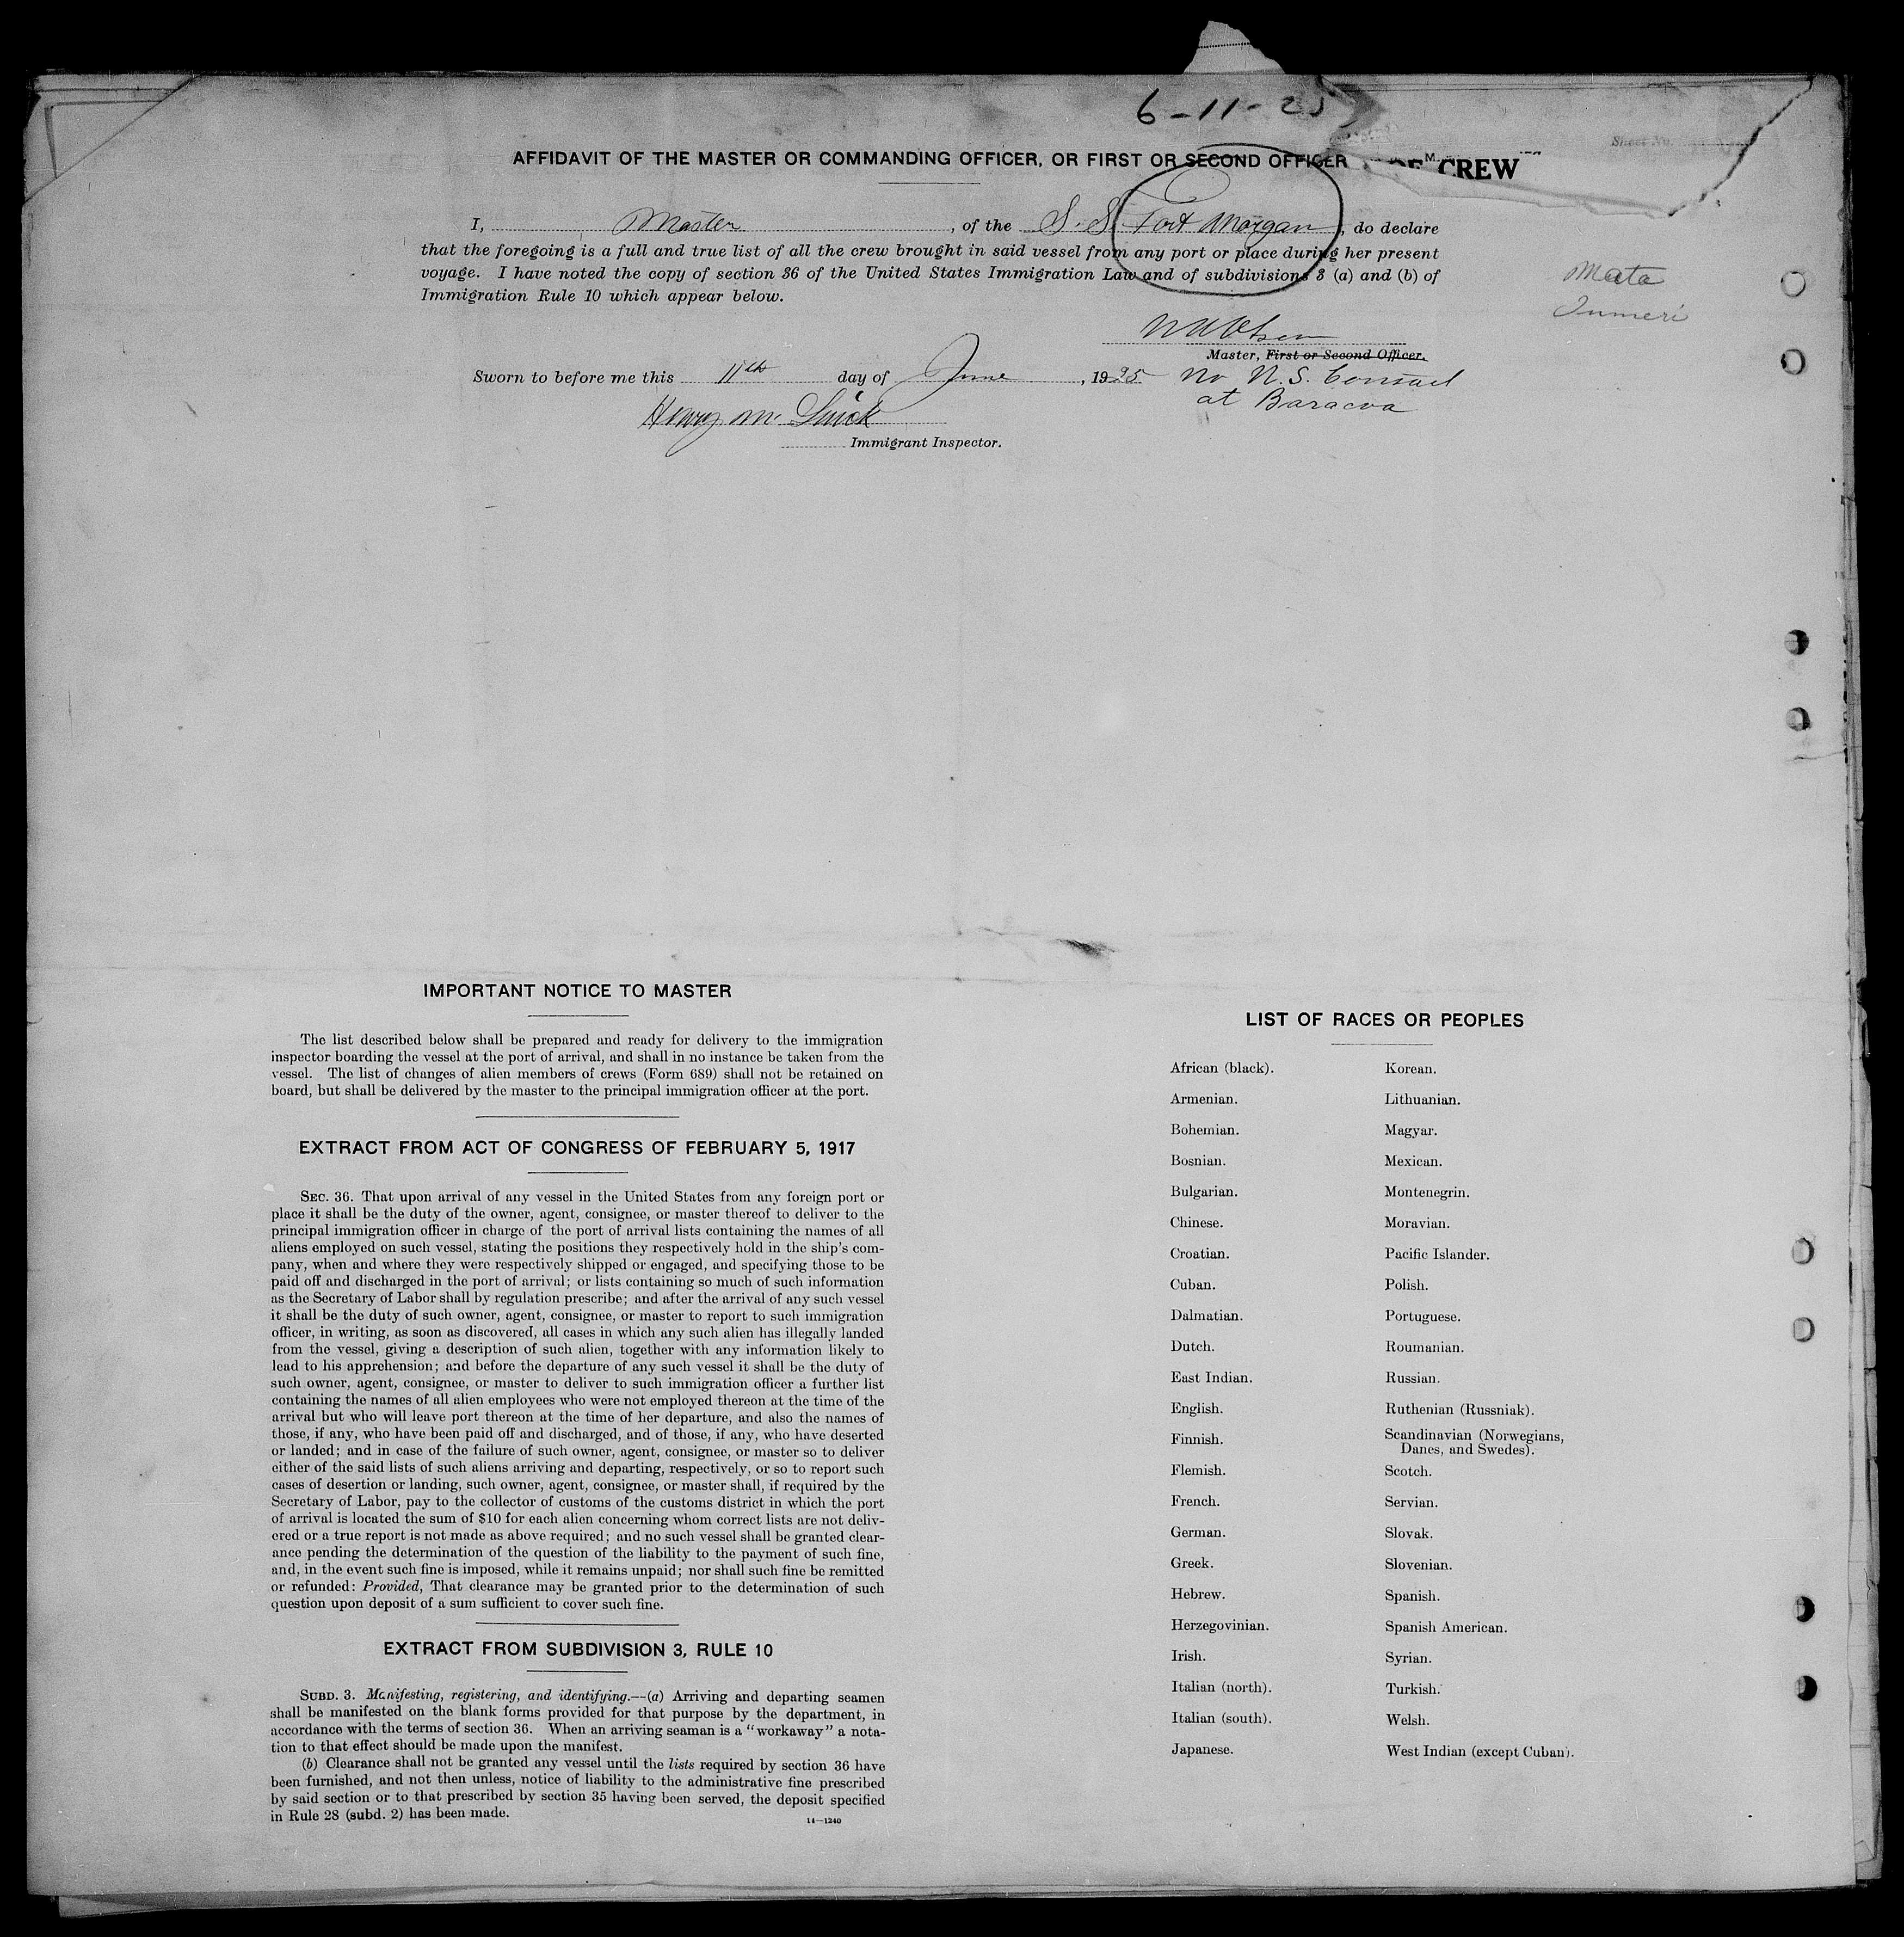 6-11-25
Sheet No.
AFFIDAVIT OF THE MASTER OR COMMANDING OFFICER, OR FIRST OR SECOND OFFICER
CREW
I, Master, of the S. S. Fort Morgan, do declare
that the foregoing is a full and true list of all the crew brought in said vessel from any port or place during her present
voyage. I have noted the copy of section 36 of the United States Immigration Law and of subdivisions 3 (a) and (b) of
Immigration Rule 10 which appear below.
Mata
Master, First or Second Officer.
Sworn to before me this 11th day of June, 1925
at Baracoa
Henry M.
Immigrant Inspector.
IMPORTANT NOTICE TO MASTER
The list described below shall be prepared and ready for delivery to the immigration
inspector boarding the vessel at the port of arrival, and shall in no instance be taken from the
vessel. The list of changes of alien members of crews (Form 689) shall not be retained on
board, but shall be delivered by the master to the principal immigration officer at the port.
EXTRACT FROM ACT OF CONGRESS OF FEBRUARY 5, 1917
SEC. 36. That upon arrival of any vessel in the United States from any foreign port or
place it shall be the duty of the owner, agent, consignee, or master thereof to deliver to the
principal immigration officer in charge of the port of arrival lists containing the names of all
aliens employed on such vessel, stating the positions they respectively hold in the ship's com-
pany, when and where they were respectively shipped or engaged, and specifying those to be
paid off and discharged in the port of arrival; or lists containing so much of such information
as the Secretary of Labor shall by regulation prescribe; and after the arrival of any such vessel
it shall be the duty of such owner, agent, consignee, or master to report to such immigration
officer, in writing, as soon as discovered, all cases in which any such alien has illegally landed
from the vessel, giving a description of such alien, together with any information likely to
lead to his apprehension; and before the departure of any such vessel it shall be the duty of
such owner, agent, consignee, or master to deliver to such immigration officer a further list
containing the names of all alien employees who were not employed thereon at the time of the
arrival but who will leave port thereon at the time of her departure, and also the names of
those, if any, who have been paid off and discharged, and of those, if any, who have deserted
or landed; and in case of the failure of such owner, agent, consignee, or master so to deliver
either of the said lists of such aliens arriving and departing, respectively, or so to report such
cases of desertion or landing, such owner, agent, consignee, or master shall, if required by the
Secretary of Labor, pay to the collector of customs of the customs district in which the port
of arrival is located the sum of $10 for each alien concerning whom correct lists are not deliv-
ered or a true report is not made as above required; and no such vessel shall be granted clear-
ance pending the determination of the question of the liability to the payment of such fine,
and, in the event such fine is imposed, while it remains unpaid; nor shall such fine be remitted
or refunded: Provided, That clearance may be granted prior to the determination of such
question upon deposit of a sum sufficient to cover such fine.
EXTRACT FROM SUBDIVISION 3, RULE 10
SUBD. 3. Manifesting, registering, and identifying.—(a) Arriving and departing seamen
shall be manifested on the blank forms provided for that purpose by the department, in
accordance with the terms of section 36. When an arriving seaman is a "workaway" a nota-
tion to that effect should be made upon the manifest.
(b) Clearance shall not be granted any vessel until the lists required by section 36 have
been furnished, and not then unless, notice of liability to the administrative fine prescribed
by said section or to that prescribed by section 35 having been served, the deposit specified
in Rule 28 (subd. 2) has been made.
14—1240
LIST OF RACES OR PEOPLES
African (black).
Armenian.
Bohemian.
Bosnian.
Bulgarian.
Chinese.
Croatian.
Cuban.
Dalmatian.
Dutch.
East Indian.
English.
Finnish.
Flemish.
French.
German.
Greek.
Hebrew.
Herzegovinian.
Irish.
Italian (north).
Italian (south).
Japanese.
Korean.
Lithuanian.
Magyar.
Mexican.
Montenegrin.
Moravian.
Pacific Islander.
Polish.
Portuguese.
Roumanian.
Russian.
Ruthenian (Russniak).
Scandinavian (Norwegians,
Danes, and Swedes).
Scotch.
Servian.
Slovak.
Slovenian.
Spanish.
Spanish American.
Syrian.
Turkish.
Welsh.
West Indian (except Cuban).